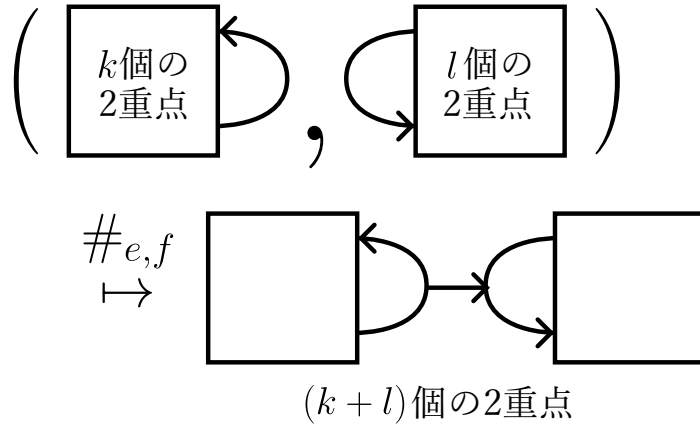 ( k個の 2重点 , l個の 2重点 )
#e,f
↦
(k + l)個の2重点